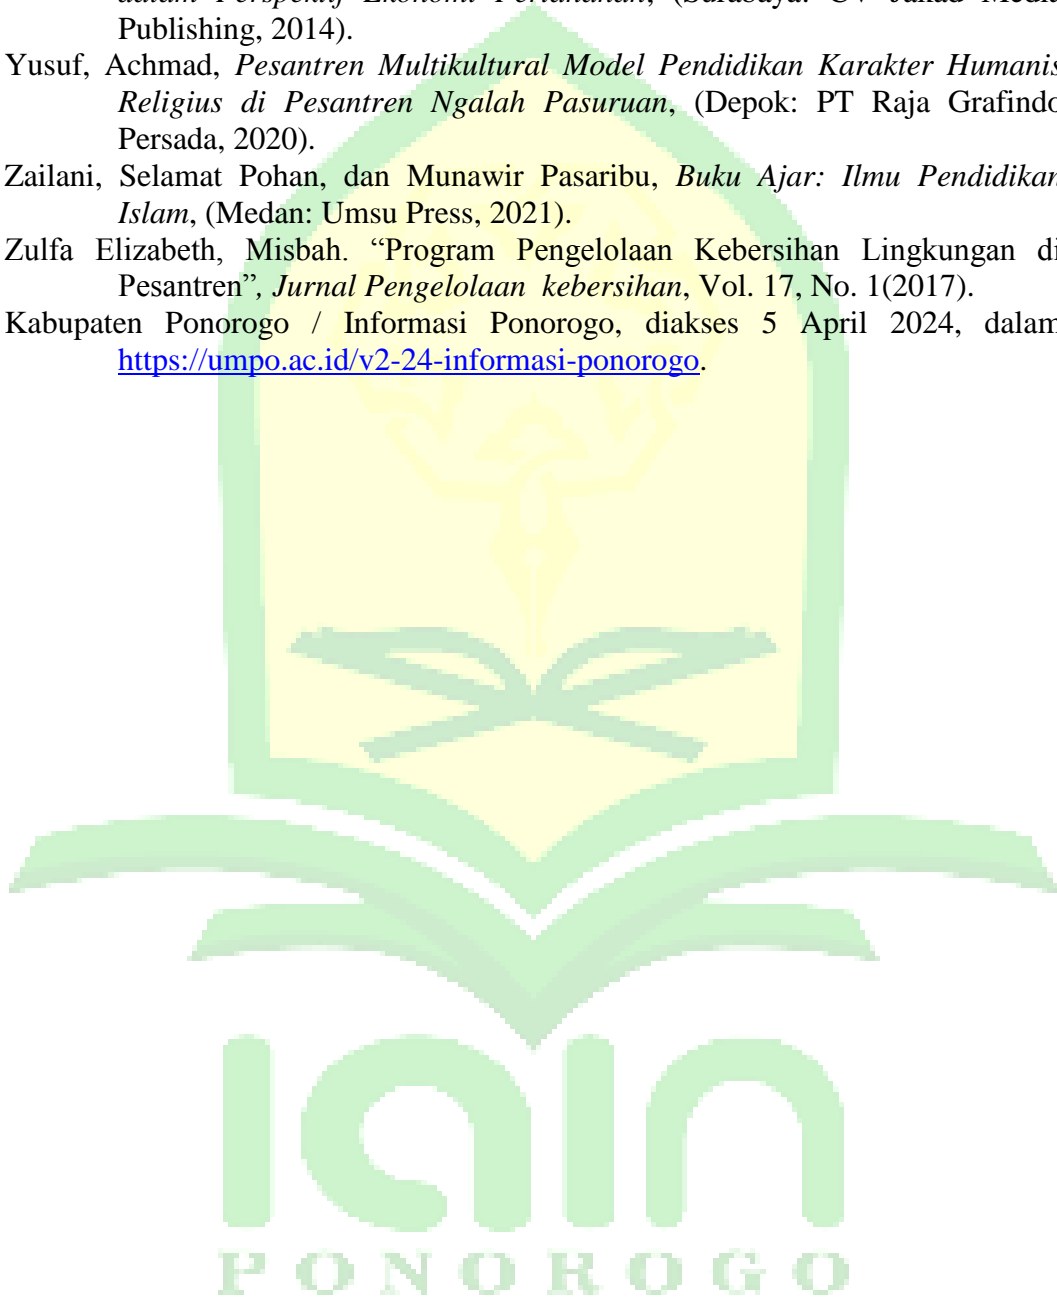 Publishing, 2014).
Yusuf, Achmad, Pesantren Multikultural Model Pendidikan Karakter Humanis
Religius di Pesantren Ngalah Pasuruan, (Depok: PT Raja Grafindo
Persada, 2020).
Zailani, Selamat Pohan, dan Munawir Pasaribu, Buku Ajar: Ilmu Pendidikan
Islam, (Medan: Umsu Press, 2021).
Zulfa Elizabeth, Misbah. “Program Pengelolaan Kebersihan Lingkungan di
Pesantren”, Jurnal Pengelolaan kebersihan, Vol. 17, No. 1(2017).
Kabupaten Ponorogo / Informasi Ponorogo, diakses 5 April 2024, dalam
https://umpo.ac.id/v2-24-informasi-ponorogo.
iain
PONOROGO